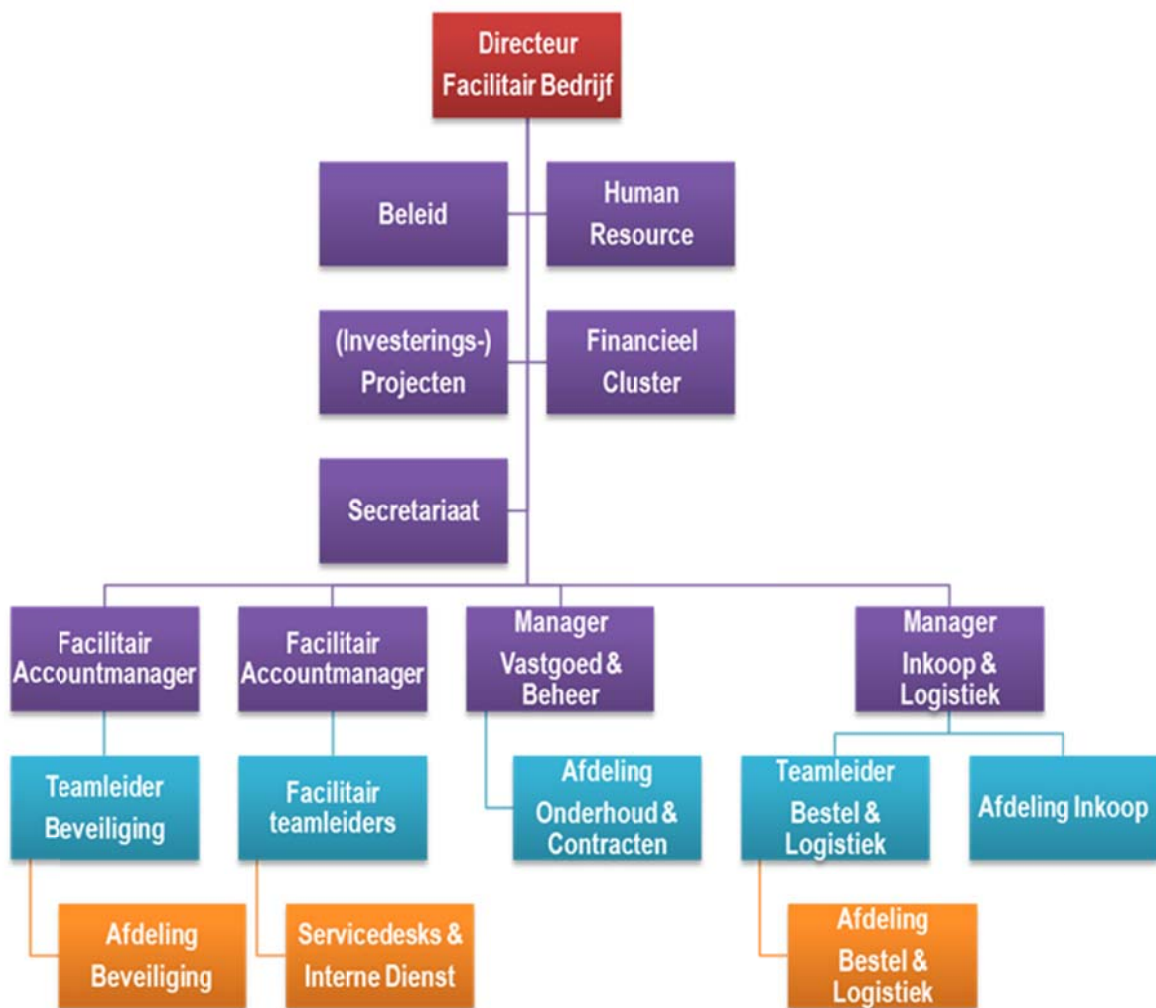 Directeur
Facilitair Bedrijf
Beleid
Human
Resource
(Investerings-)
Projecten
Financieel
Cluster
Secretariaat
Facilitair
Accountmanager
Facilitair
Accountmanager
Manager
Vastgoed &
Beheer
Manager
Inkoop &
Logistiek
Teamleider
Beveiliging
Facilitair
teamleiders
Afdeling
Onderhoud &
Contracten
Teamleider
Bestel &
Logistiek
Afdeling Inkoop
Afdeling
Beveiliging
Servicedesks &
Interne Dienst
Afdeling
Bestel &
Logistiek